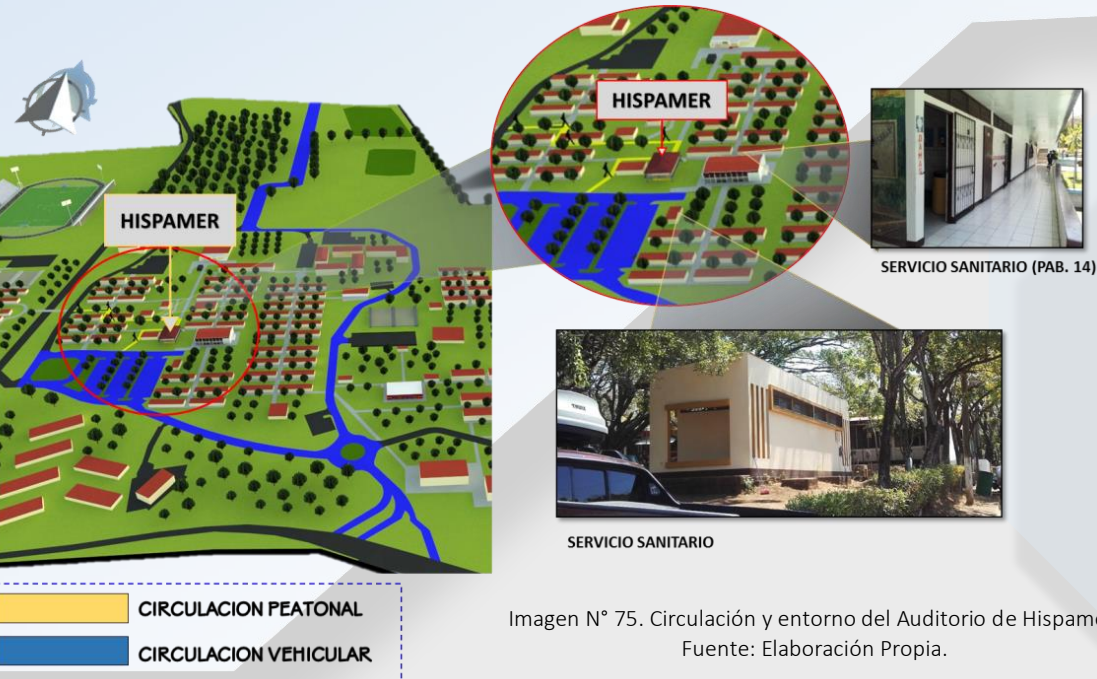 HISPAMER
HISPAMER
SERVICIO SANITARIO (PAB. 14)
SERVICIO SANITARIO
CIRCULACION PEATONAL
CIRCULACION VEHICULAR
Imagen N° 75. Circulación y entorno del Auditorio de Hispame
Fuente: Elaboración Propia.